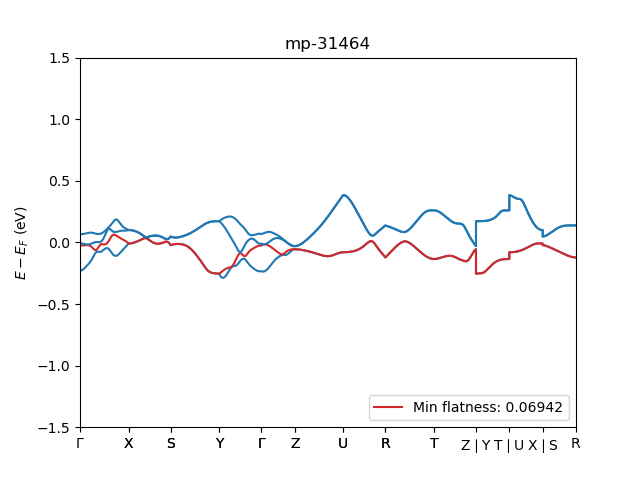 mp-31464
E − E_F (eV)
1.5
1.0
0.5
0.0
−0.5
−1.0
−1.5
Min flatness: 0.06942
Γ X S Y Γ Z U R T Z | Y T | U X | S R